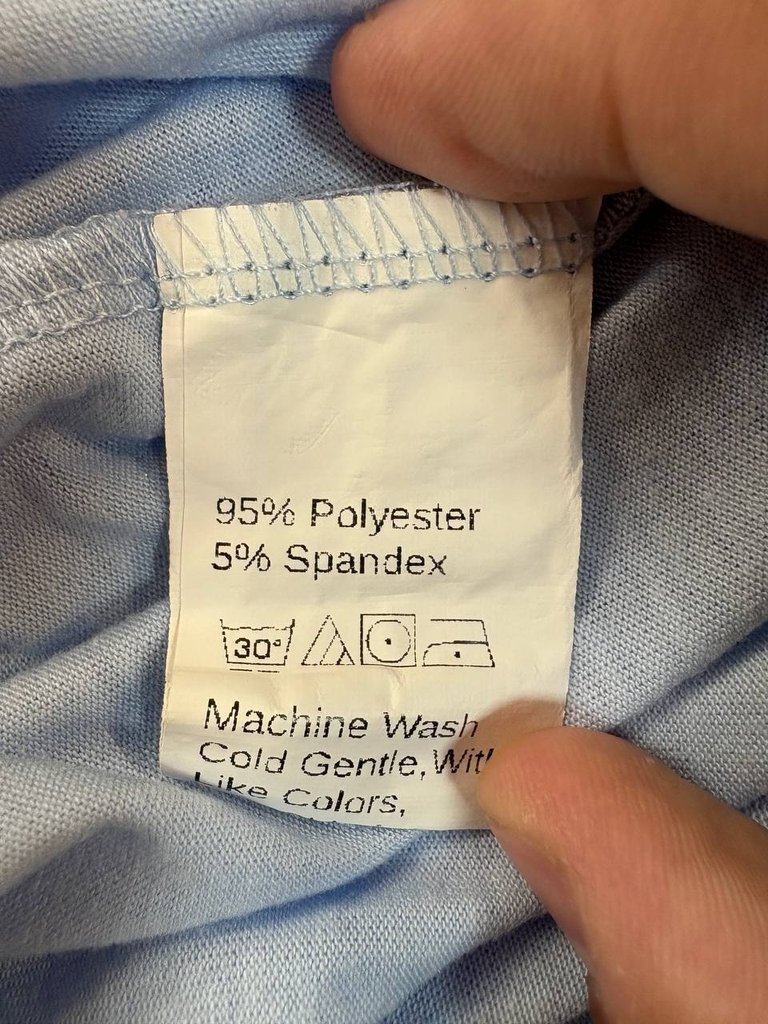 95% Polyester
5% Spandex
30°
Machine Wash
Cold Gentle,
Like Colors,